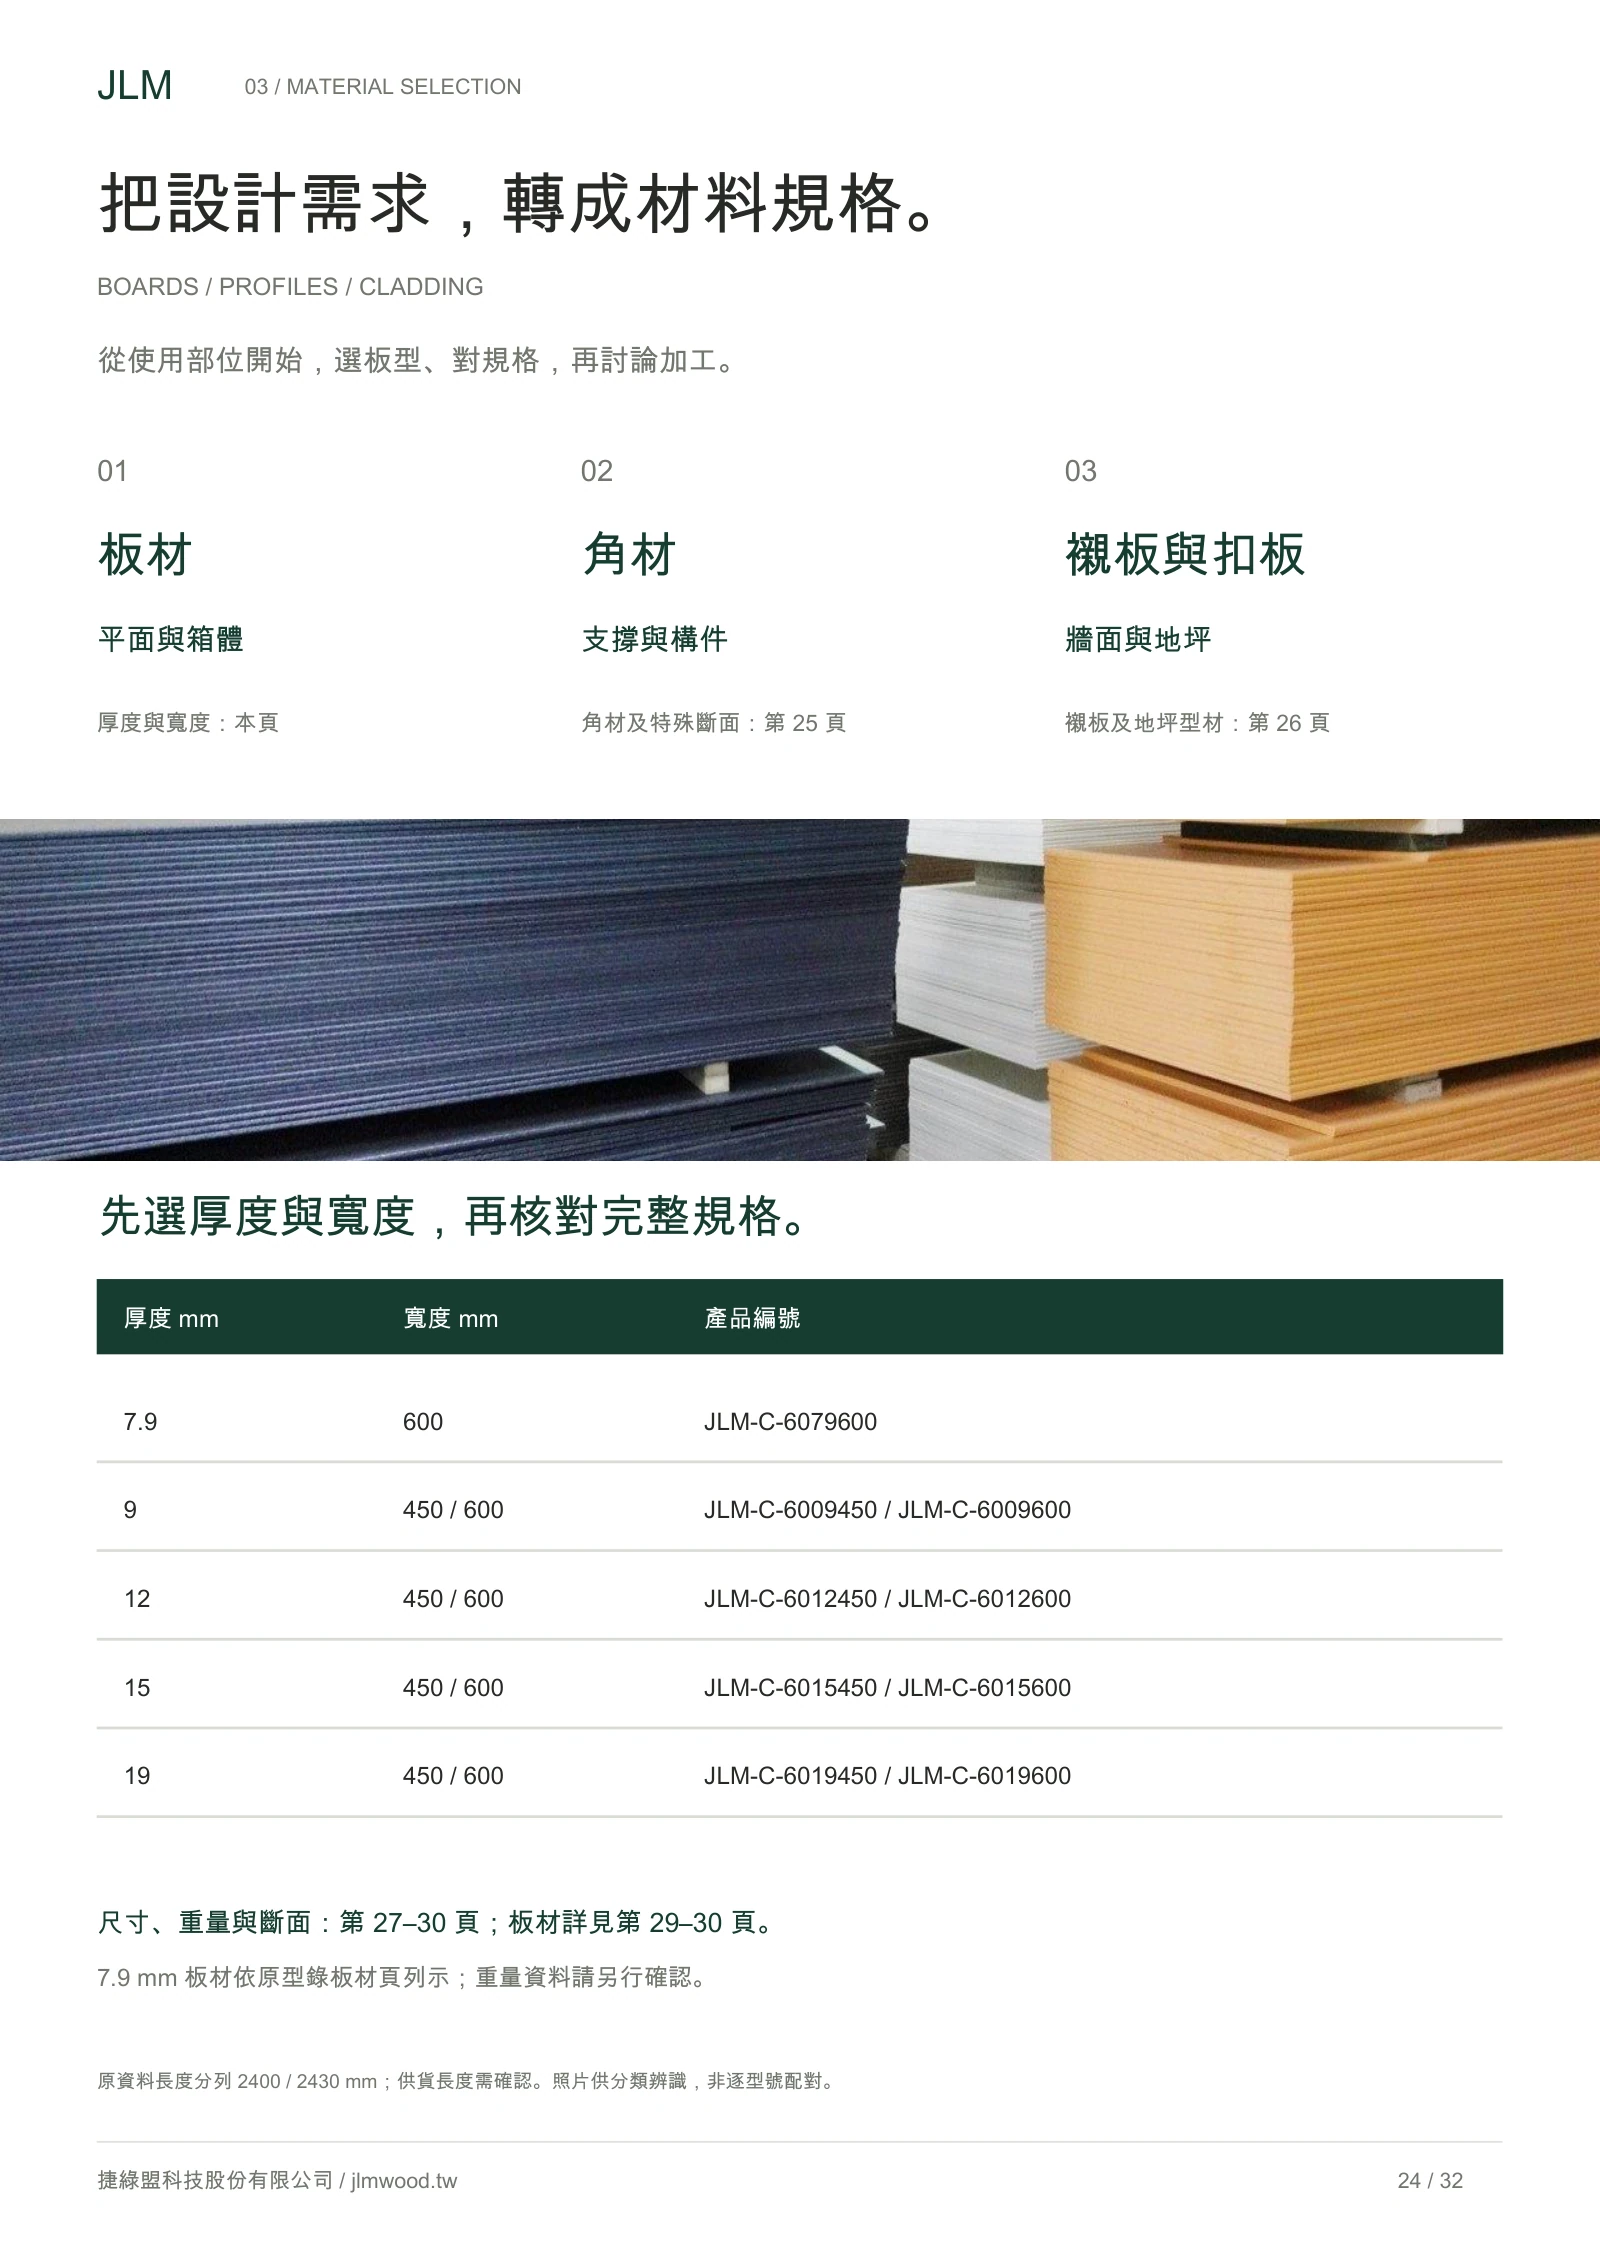 JLM
03 / MATERIAL SELECTION
把設計需求，轉成材料規格。
BOARDS / PROFILES / CLADDING
從使用部位開始，選板型、對規格，再討論加工。
01
02
03
板材
角材
襯板與扣板
平面與箱體
支撐與構件
牆面與地坪
厚度與寬度：本頁
角材及特殊斷面：第 25 頁
襯板及地坪型材：第 26 頁
先選厚度與寬度，再核對完整規格。
厚度 mm 寬度 mm 產品編號
7.9 600 JLM-C-6079600
9 450 / 600 JLM-C-6009450 / JLM-C-6009600
12 450 / 600 JLM-C-6012450 / JLM-C-6012600
15 450 / 600 JLM-C-6015450 / JLM-C-6015600
19 450 / 600 JLM-C-6019450 / JLM-C-6019600
尺寸、重量與斷面：第 27–30 頁；板材詳見第 29–30 頁。
7.9 mm 板材依原型錄板材頁列示；重量資料請另行確認。
原資料長度分列 2400 / 2430 mm；供貨長度需確認。照片供分類辨識，非逐型號配對。
捷綠盟科技股份有限公司 / jlmwood.tw
24 / 32